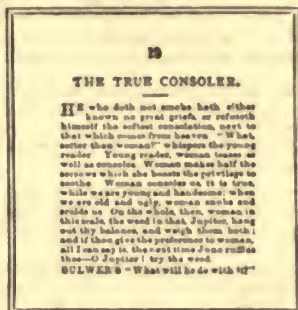 19
THE TRUE CONSOLER.
HE who doth not smoke hath either
known no great griefs, or refuseth
himself the softest consolation, next to
that which comes from heaven. "What,
softer than woman?" whispers the young
reader. Young reader, woman teases as
well as consoles. Woman makes half the
sorrows which she boasts the privilege to
soothe. Woman consoles us, it is true,
while we are young and handsome; when
we are old and ugly, woman snubs and
scolds us. On the whole, then, woman in
this scale, the weed in that, Jupiter, hang
out thy balance, and weigh them both;
and if thou give the preference to woman,
all I can say is, the next time Juno ruffles
thee—O Jupiter! try the weed.
BULWER'S "What will he do with it?"